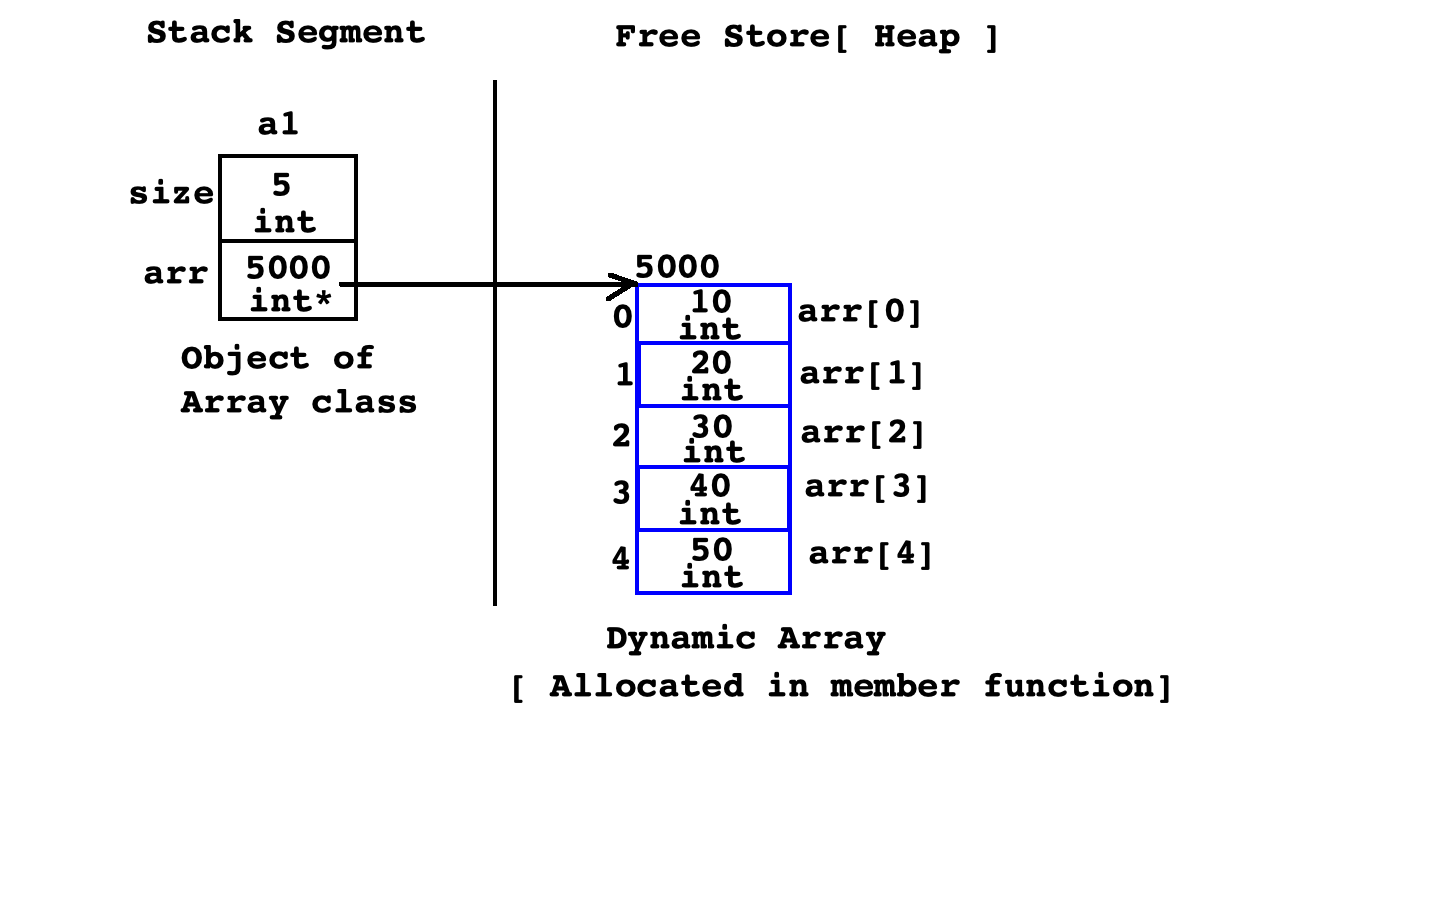 Stack Segment
Free Store[ Heap ]
a1
size
5
int
arr
5000
int*
Object of
Array class
5000
0
10
int
arr[0]
1
20
int
arr[1]
2
30
int
arr[2]
3
40
int
arr[3]
4
50
int
arr[4]
Dynamic Array
[ Allocated in member function]